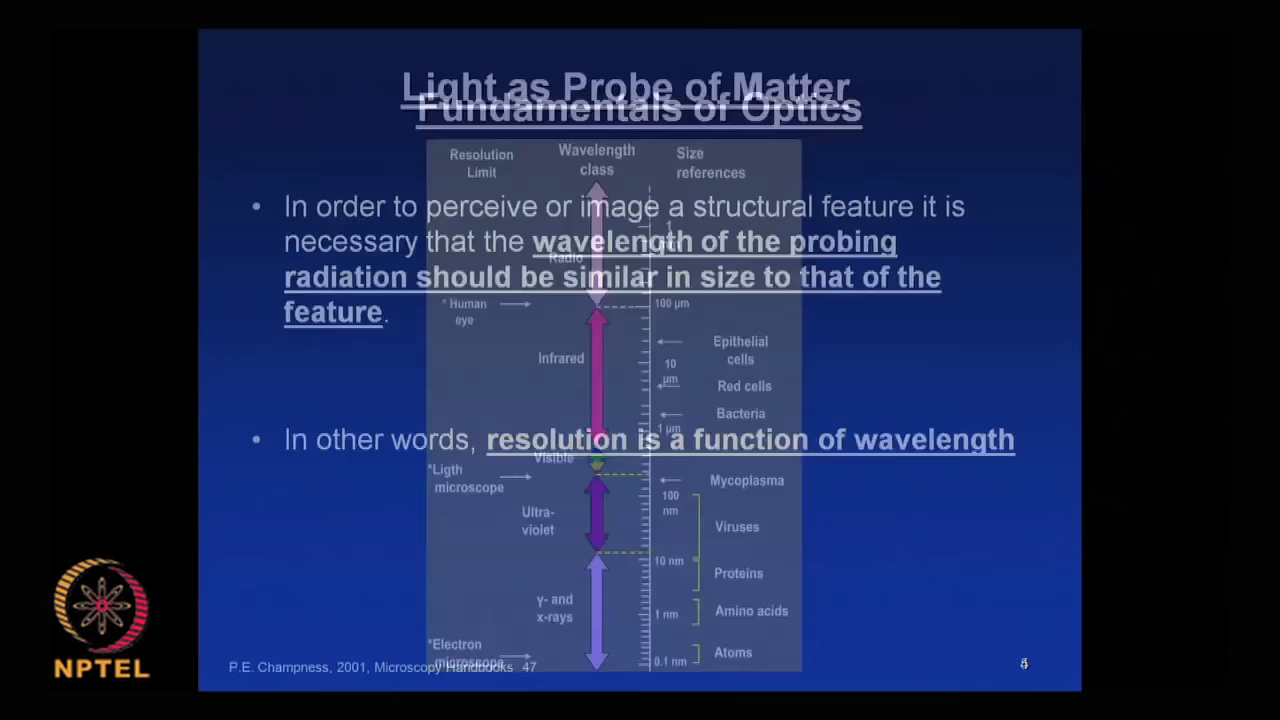 Light as Probe of Matter
Fundamentals of Optics
Resolution
Limit
Wavelength
class
Size
references
• In order to perceive or image a structural feature it is
necessary that the wavelength of the probing
radiation should be similar in size to that of the
feature.
Radio
1
* Human
eye
100 µm
Infrared
Epithelial
cells
10
µm
Red cells
Bacteria
1 µm
• In other words, resolution is a function of wavelength
Visible
*Ligth
microscope
Mycoplasma
100
nm
Ultra-
violet
Viruses
10 nm
Proteins
γ- and
x-rays
Amino acids
1 nm
*Electron
microscope
Atoms
0.1 nm
P.E. Champness, 2001, Microscopy Handbooks 47
NPTEL